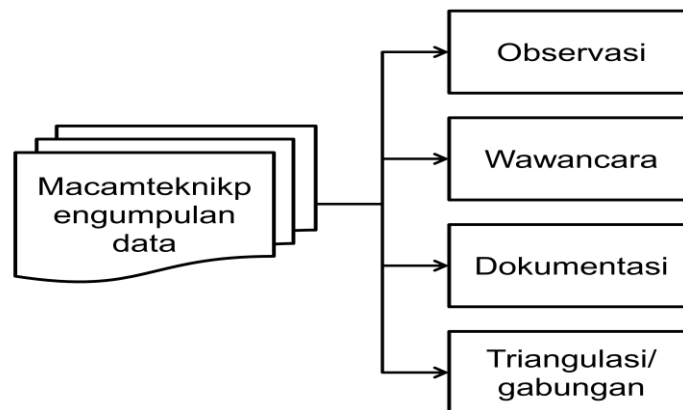 Macamteknikp
engumpulan
data
Observasi
Wawancara
Dokumentasi
Triangulasi/
gabungan